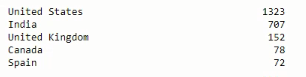 United States 1323
India 707
United Kingdom 152
Canada 78
Spain 72